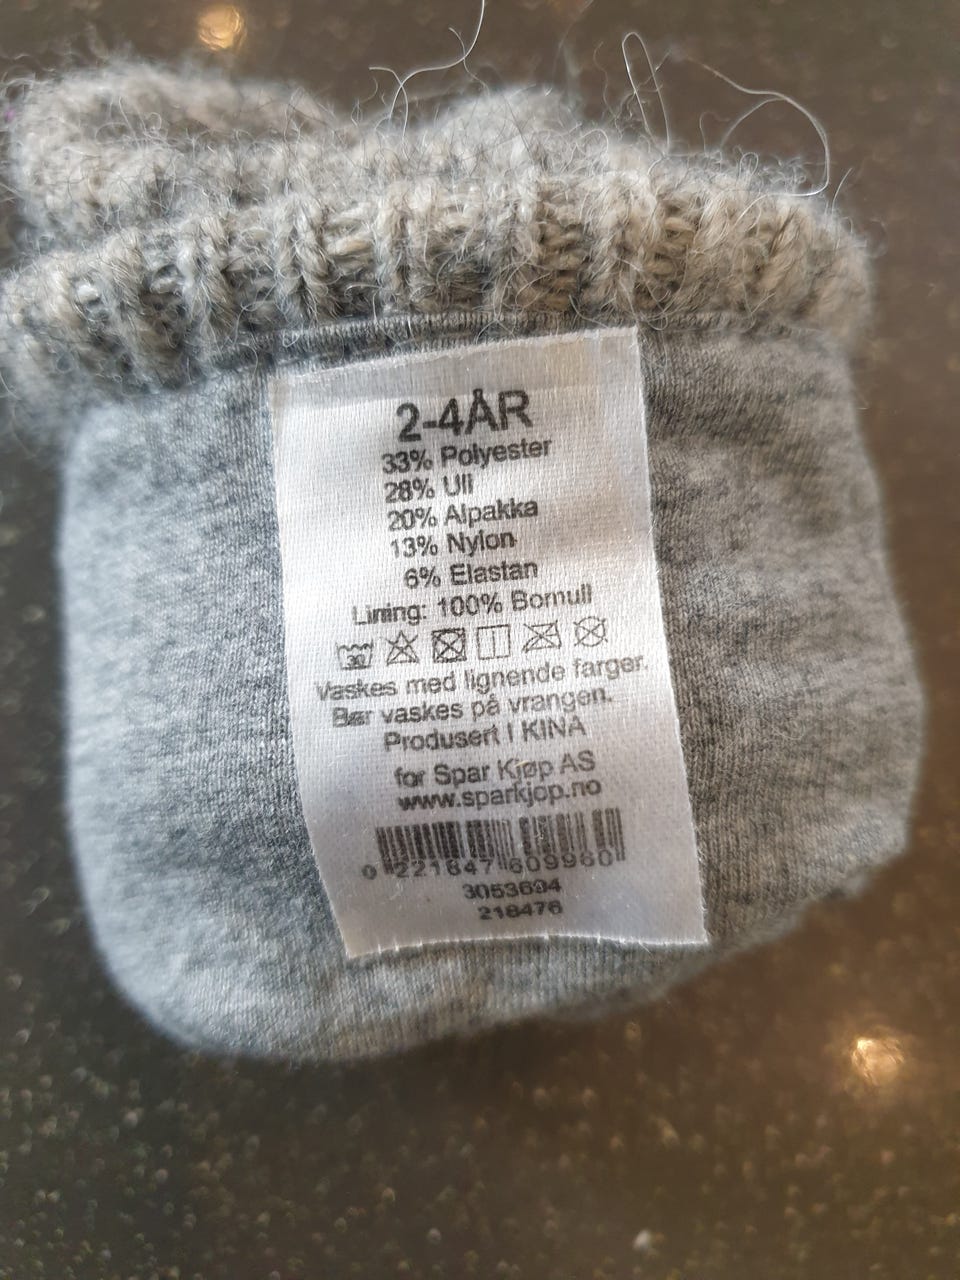 2-4ÅR
33% Polyester
28% Ull
20% Alpakka
13% Nylon
6% Elastan
Lining: 100% Bomull
30
Vaskes med lignende farger.
Bør vaskes på vrangen.
Produsert I KINA
for Spar Kjøp AS
www.sparkjop.no
0 221847 609960
3053694
218476